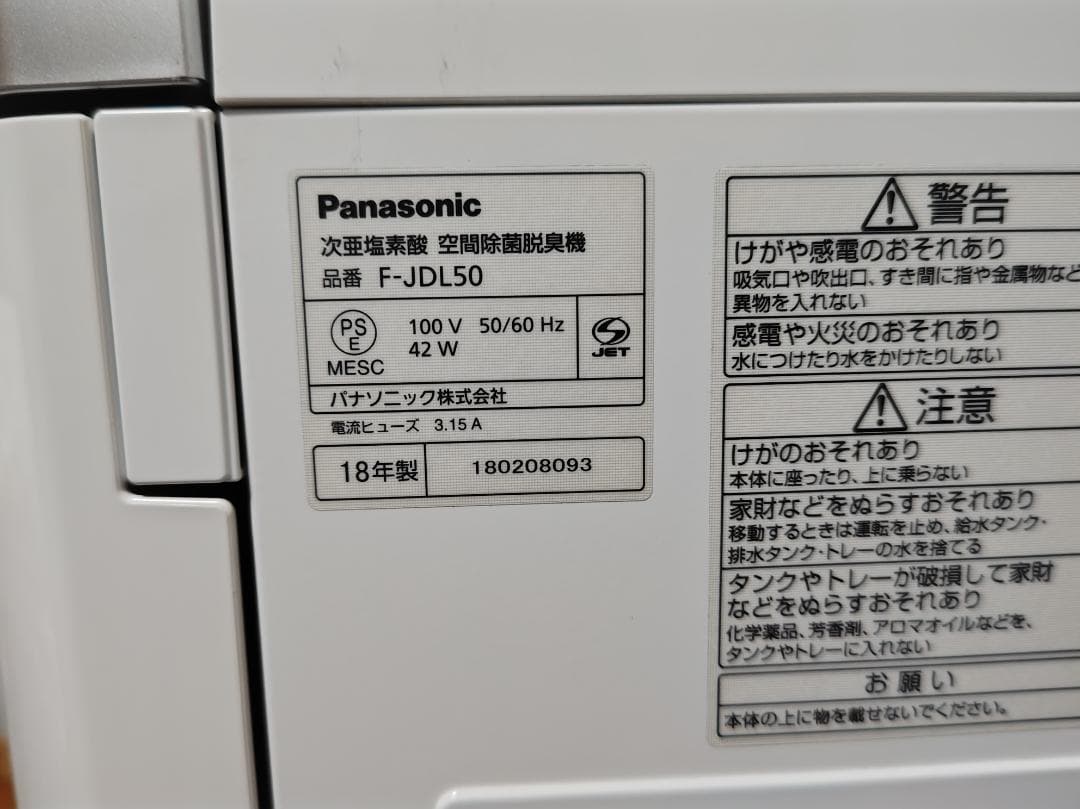 Panasonic
次亜塩素酸 空間除菌脱臭機
品番 F-JDL50
PS
E
MESC
100 V 50/60 Hz
42 W
JET
パナソニック株式会社
電流ヒューズ 3.15 A
18年製 180208093
警告
けがや感電のおそれあり
吸気口や吹出口、すき間に指や金属物など
異物を入れない
感電や火災のおそれあり
水につけたり水をかけたりしない
注意
けがのおそれあり
本体に座ったり、上に乗らない
家財などをぬらすおそれあり
移動するときは運転を止め、給水タンク・
排水タンク・トレーの水を捨てる
タンクやトレーが破損して家財
などをぬらすおそれあり
化学薬品、芳香剤、アロマオイルなどを、
タンクやトレーに入れない
お願い
本体の上に物を載せないでください。